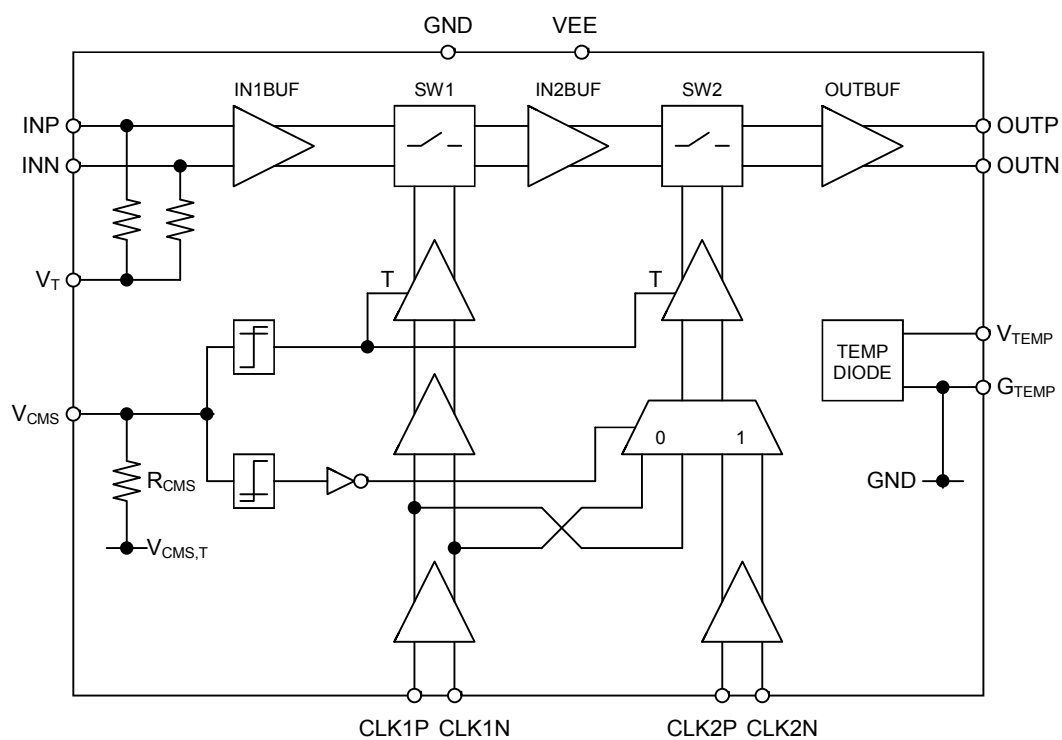 GND VEE
IN1BUF SW1 IN2BUF SW2 OUTBUF
INP OUTP
INN OUTN
VT T T
VTEMP
TEMP
DIODE
GTEMP
VCMS
0 1
RCMS GND
VCMS,T
CLK1P CLK1N CLK2P CLK2N